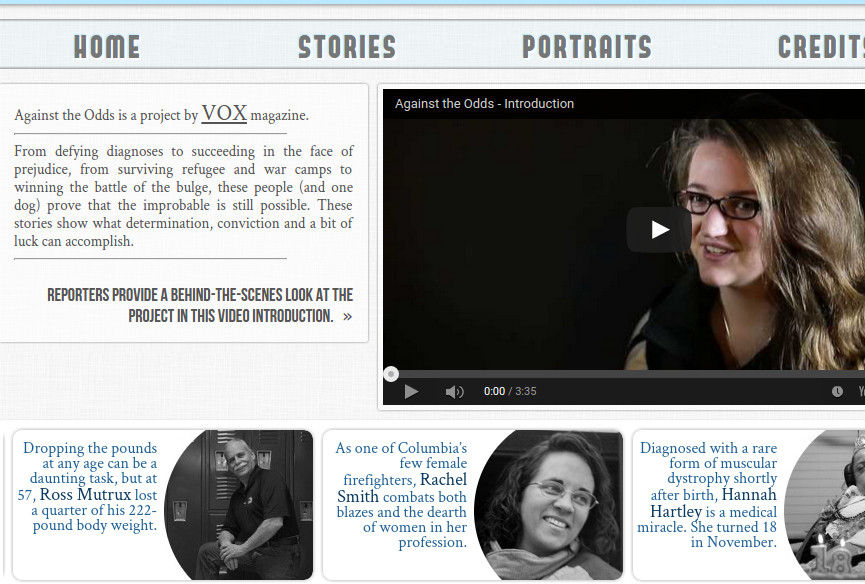 HOME STORIES PORTRAITS CREDITS
Against the Odds is a project by VOX magazine.
From defying diagnoses to succeeding in the face of
prejudice, from surviving refugee and war camps to
winning the battle of the bulge, these people (and one
dog) prove that the improbable is still possible. These
stories show what determination, conviction and a bit of
luck can accomplish.
REPORTERS PROVIDE A BEHIND-THE-SCENES LOOK AT THE
PROJECT IN THIS VIDEO INTRODUCTION. »
Against the Odds - Introduction
0:00 / 3:35
Dropping the pounds
at any age can be a
daunting task, but at
57, Ross Mutrux lost
a quarter of his 222-
pound body weight.
As one of Columbia's
few female
firefighters, Rachel
Smith combats both
blazes and the dearth
of women in her
profession.
Diagnosed with a rare
form of muscular
dystrophy shortly
after birth, Hannah
Hartley is a medical
miracle. She turned 18
in November.
18